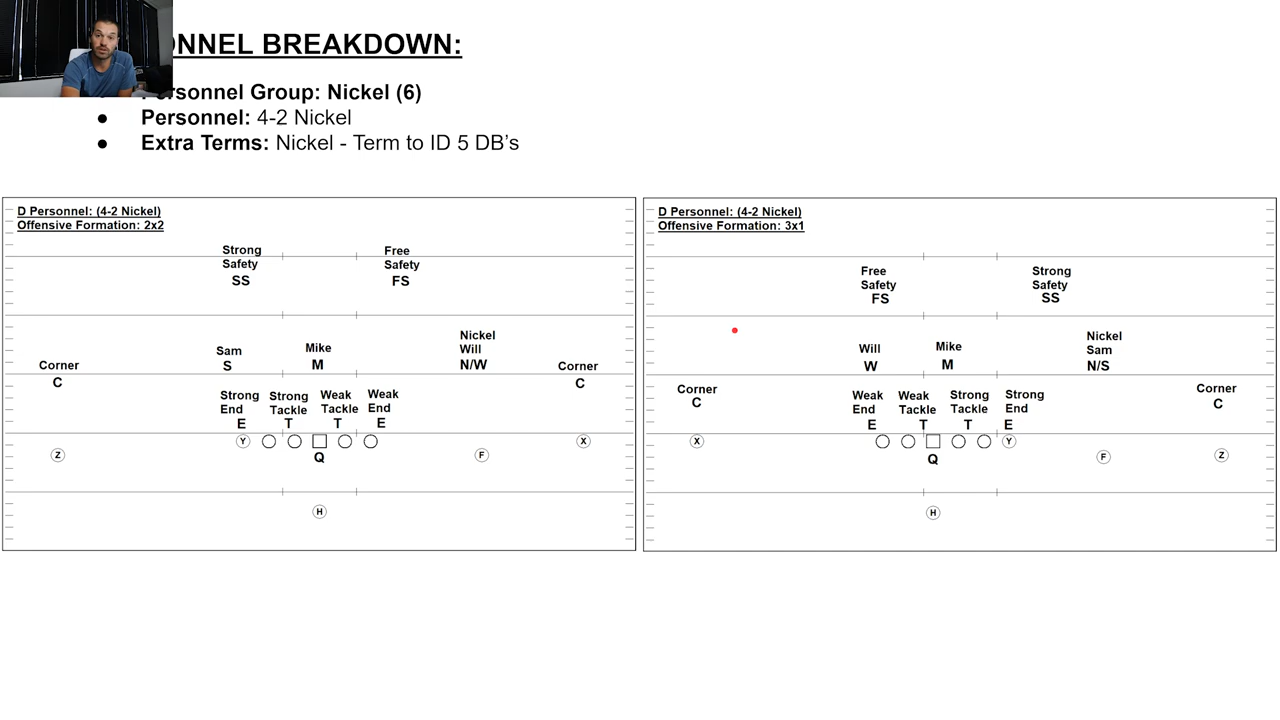 ONNEL BREAKDOWN:
● Personnel Group: Nickel (6)
● Personnel: 4-2 Nickel
● Extra Terms: Nickel - Term to ID 5 DB’s
D Personnel: (4-2 Nickel)
Offensive Formation: 2x2
Strong
Safety
SS
Free
Safety
FS
Corner
C
Sam
S
Mike
M
Nickel
Will
N/W
Corner
C
Strong
End
E
Strong
Tackle
T
Weak
Tackle
T
Weak
End
E
Z
Y
Q
F
X
H
D Personnel: (4-2 Nickel)
Offensive Formation: 3x1
Free
Safety
FS
Strong
Safety
SS
Will
W
Mike
M
Nickel
Sam
N/S
Corner
C
Weak
End
E
Weak
Tackle
T
Strong
Tackle
T
Strong
End
E
Corner
C
X
Y
Q
F
Z
H